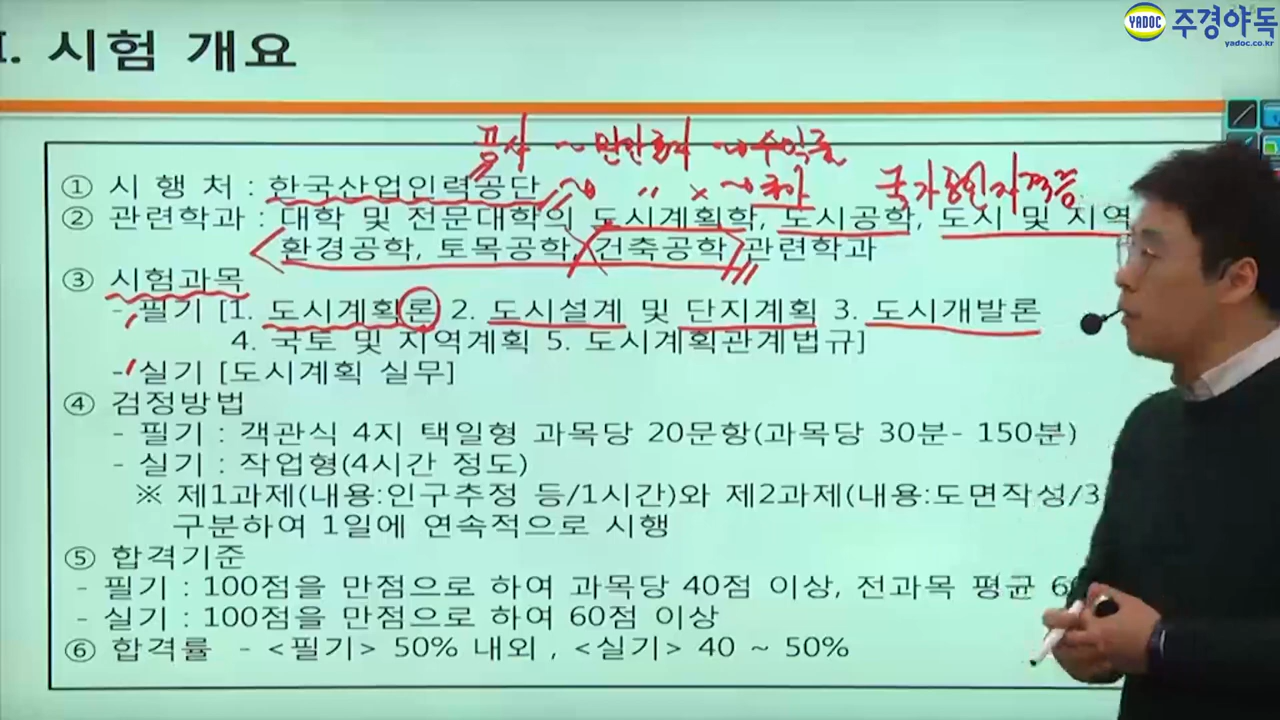 YADOC 주경야독
yadoc.co.kr
I. 시험 개요
공사 ~ 민간회사 ~
〃 × ~
국가공인자격증
① 시 행 처 : 한국산업인력공단
② 관련학과 : 대학 및 전문대학의 도시계획학, 도시공학, 도시 및 지역
환경공학, 토목공학, 건축공학 관련학과
③ 시험과목
- 필기 [1. 도시계획론 2. 도시설계 및 단지계획 3. 도시개발론
4. 국토 및 지역계획 5. 도시계획관계법규]
- 실기 [도시계획 실무]
④ 검정방법
- 필기 : 객관식 4지 택일형 과목당 20문항(과목당 30분- 150분)
- 실기 : 작업형(4시간 정도)
※ 제1과제(내용:인구추정 등/1시간)와 제2과제(내용:도면작성/3
구분하여 1일에 연속적으로 시행
⑤ 합격기준
- 필기 : 100점을 만점으로 하여 과목당 40점 이상, 전과목 평균 6
- 실기 : 100점을 만점으로 하여 60점 이상
⑥ 합격률 - <필기> 50% 내외 , <실기> 40 ~ 50%